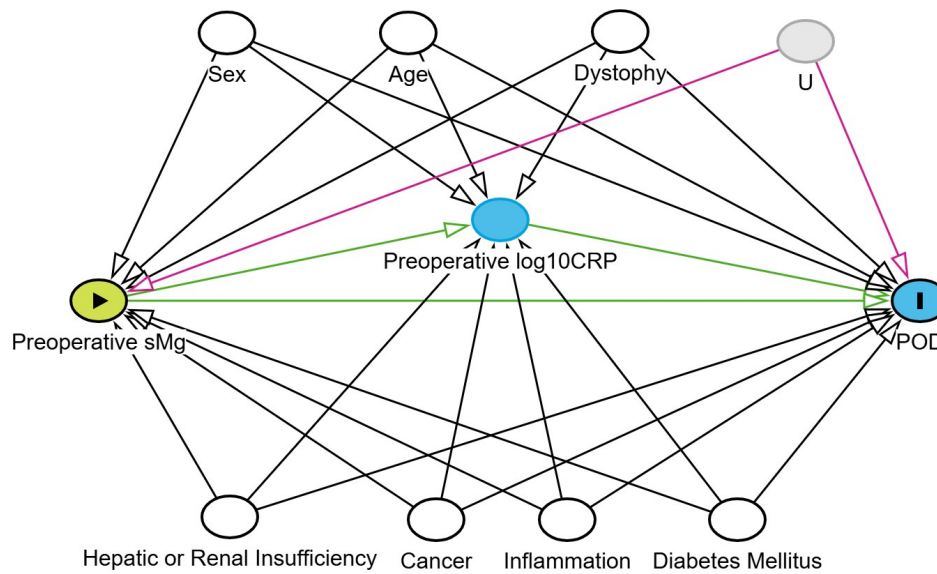 Sex
Age
Dystophy
U
Preoperative log10CRP
Preoperative sMg
POD
Hepatic or Renal Insufficiency
Cancer
Inflammation
Diabetes Mellitus